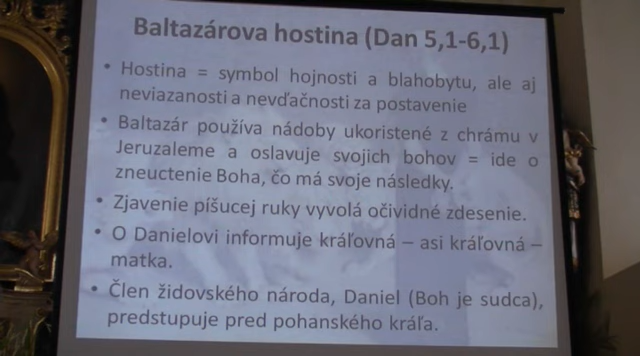 Baltazárova hostina (Dan 5,1-6,1)
• Hostina = symbol hojnosti a blahobytu, ale aj
neviazanosti a nevďačnosti za postavenie
• Baltazár používa nádoby ukoristené z chrámu v
Jeruzaleme a oslavuje svojich bohov = ide o
zneuctenie Boha, čo má svoje následky.
• Zjavenie píšucej ruky vyvolá očividné zdesenie.
• O Danielovi informuje kráľovná – asi kráľovná –
matka.
• Člen židovského národa, Daniel (Boh je sudca),
predstupuje pred pohanského kráľa.